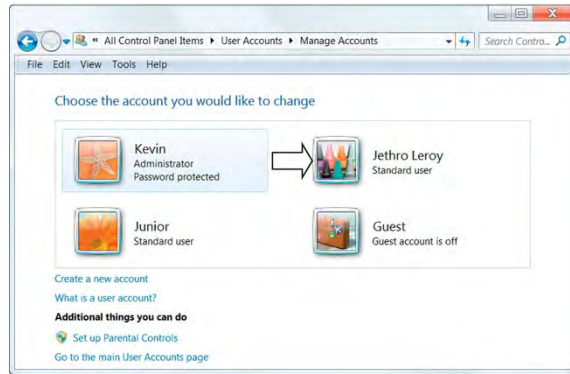 « All Control Panel Items ▸ User Accounts ▸ Manage Accounts
Search Contro...
File Edit View Tools Help
Choose the account you would like to change
Kevin
Administrator
Password protected
Jethro Leroy
Standard user
Junior
Standard user
Guest
Guest account is off
Create a new account
What is a user account?
Additional things you can do
Set up Parental Controls
Go to the main User Accounts page